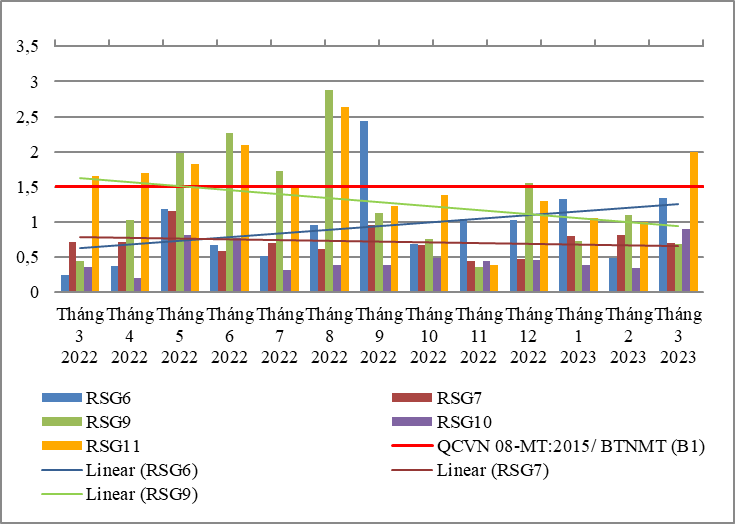 3,5
3
2,5
2
1,5
1
0,5
0
Tháng Tháng Tháng Tháng Tháng Tháng Tháng Tháng Tháng Tháng Tháng Tháng Tháng
3 4 5 6 7 8 9 10 11 12 1 2 3
2022 2022 2022 2022 2022 2022 2022 2022 2022 2022 2023 2023 2023
RSG6 RSG7
RSG9 RSG10
RSG11 QCVN 08-MT:2015/ BTNMT (B1)
Linear (RSG6) Linear (RSG7)
Linear (RSG9)